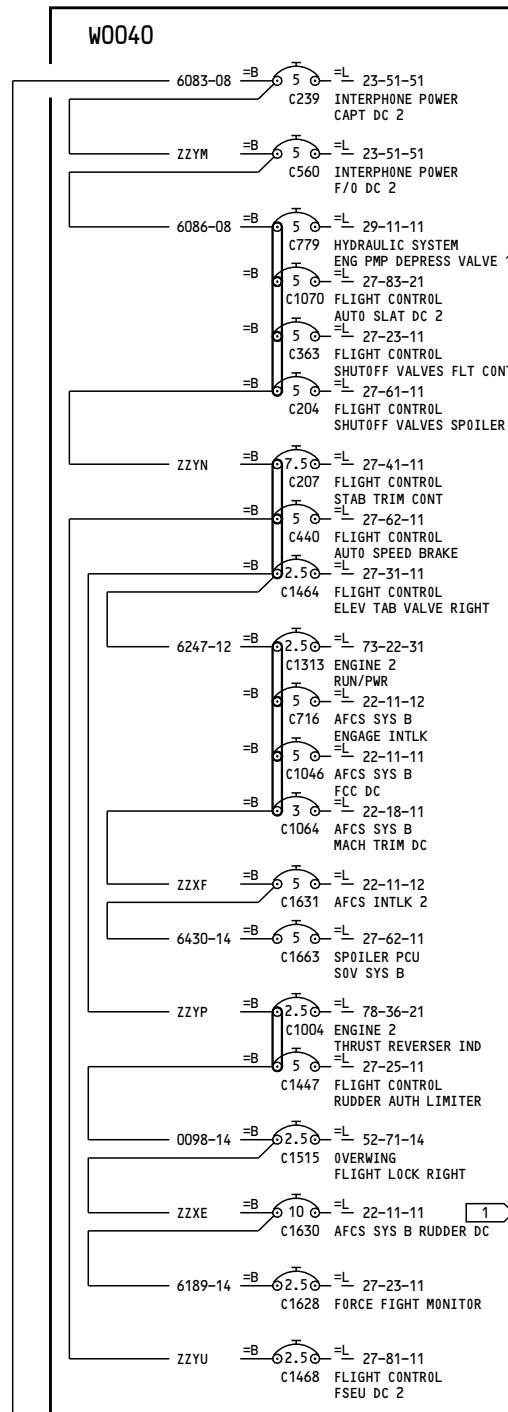 W0040
6083-08 =B 5 =L 23-51-51
C239 INTERPHONE POWER
CAPT DC 2
ZZYM =B 5 =L 23-51-51
C560 INTERPHONE POWER
F/O DC 2
6086-08 =B 5 =L 29-11-11
C779 HYDRAULIC SYSTEM
ENG PMP DEPRESS VALVE
=B 5 =L 27-83-21
C1070 FLIGHT CONTROL
AUTO SLAT DC 2
=B 5 =L 27-23-11
C363 FLIGHT CONTROL
SHUTOFF VALVES FLT CONT
=B 5 =L 27-61-11
C204 FLIGHT CONTROL
SHUTOFF VALVES SPOILER
ZZYN =B 7.5 =L 27-41-11
C207 FLIGHT CONTROL
STAB TRIM CONT
=B 5 =L 27-62-11
C440 FLIGHT CONTROL
AUTO SPEED BRAKE
=B 2.5 =L 27-31-11
C1464 FLIGHT CONTROL
ELEV TAB VALVE RIGHT
6247-12 =B 2.5 =L 73-22-31
C1313 ENGINE 2
RUN/PWR
=B 5 =L 22-11-12
C716 AFCS SYS B
ENGAGE INTLK
=B 5 =L 22-11-11
C1046 AFCS SYS B
FCC DC
=B 3 =L 22-18-11
C1064 AFCS SYS B
MACH TRIM DC
ZZXF =B 5 =L 22-11-12
C1631 AFCS INTLK 2
6430-14 =B 5 =L 27-62-11
C1663 SPOILER PCU
SOV SYS B
ZZYP =B 2.5 =L 78-36-21
C1004 ENGINE 2
THRUST REVERSER IND
=B 5 =L 27-25-11
C1447 FLIGHT CONTROL
RUDDER AUTH LIMITER
0098-14 =B 2.5 =L 52-71-14
C1515 OVERWING
FLIGHT LOCK RIGHT
ZZXE =B 10 =L 22-11-11 1
C1630 AFCS SYS B RUDDER DC
6189-14 =B 2.5 =L 27-23-11
C1628 FORCE FIGHT MONITOR
ZZYU =B 2.5 =L 27-81-11
C1468 FLIGHT CONTROL
FSEU DC 2